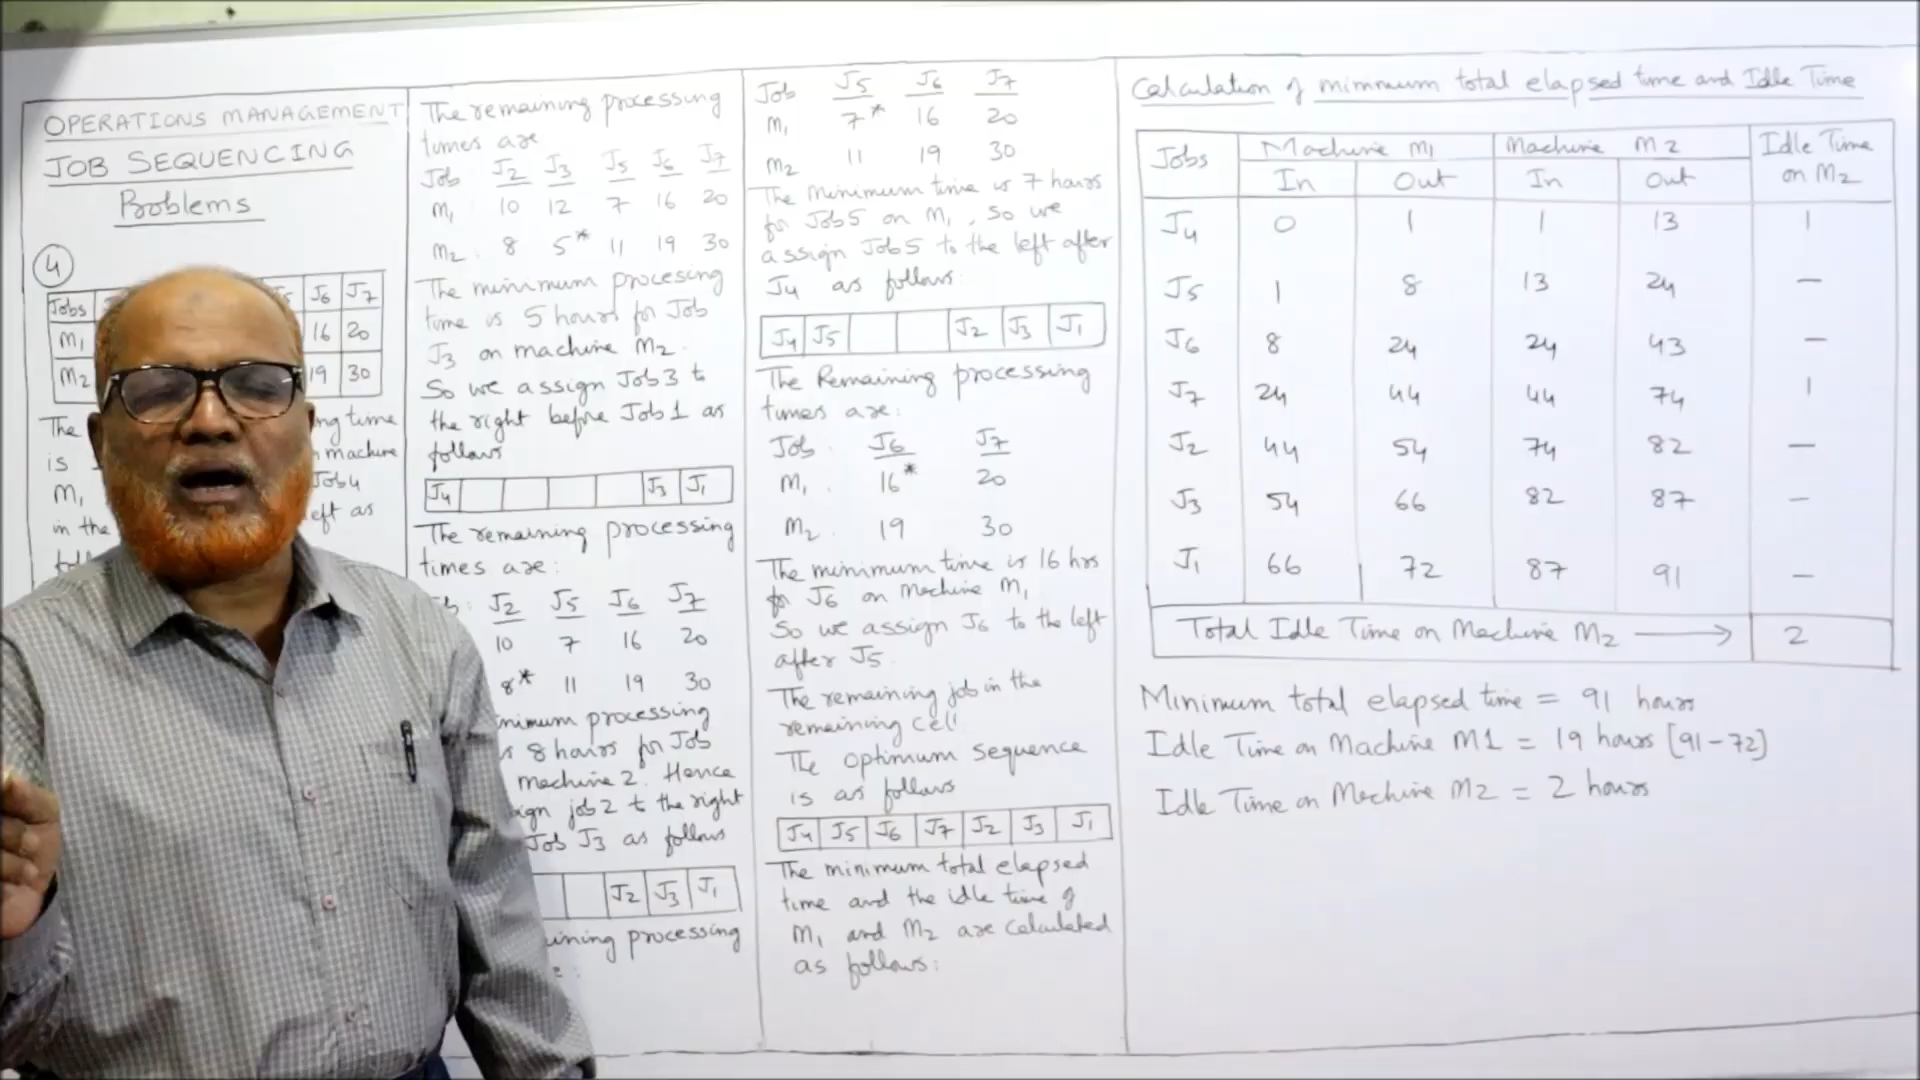 OPERATIONS MANAGEMENT
JOB SEQUENCING
Problems
4
Jobs J6 J7
M1 16 20
M2 19 30
The ng time
is machine
M1 Job4
in the eft as
The remaining processing
times are
Job J2 J3 J5 J6 J7
M1 10 12 7 16 20
M2 8 5* 11 19 30
The minimum procesing
time is 5 hours for Job
J3 on machine M2.
So we assign Job3 to
the right before Job1 as
follows
J4 J3 J1
The remaining processing
times are:
J2 J5 J6 J7
10 7 16 20
8* 11 19 30
nimum processing
8 hours for Job
machine 2. Hence
ign job2 to the right
Job J3 as follows
J2 J3 J1
ining processing
Job J5 J6 J7
M1 7* 16 20
M2 11 19 30
The minimum time is 7 hours
for Job5 on M1, So we
assign Job5 to the left after
J4 as follows:
J4 J5 J2 J3 J1
The Remaining processing
times are:
Job: J6 J7
M1. 16* 20
M2. 19 30
The minimum time is 16 hrs
for J6 on Machine M1
So we assign J6 to the left
after J5.
The remaining job in the
remaining cell
The optimum sequence
is as follows
J4 J5 J6 J7 J2 J3 J1
The minimum total elapsed
time and the idle time of
M1 and M2 are calculated
as follows:
Calculation of minimum total elapsed time and Idle Time
Jobs Machine M1 Machine M2 Idle Time
In Out In Out on M2
J4 0 1 1 13 1
J5 1 8 13 24 —
J6 8 24 24 43 —
J7 24 44 44 74 1
J2 44 54 74 82 —
J3 54 66 82 87 —
J1 66 72 87 91 —
Total Idle Time on Machine M2 → 2
Minimum total elapsed time = 91 hours
Idle Time on Machine M1 = 19 hours [91-72]
Idle Time on Machine M2 = 2 hours